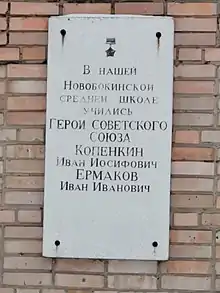 В НАШЕЙ
НОВОБОКИНСКОЙ
СРЕДНЕЙ ШКОЛЕ
УЧИЛИСЬ
ГЕРОИ СОВЕТСКОГО
СОЮЗА
КОПЕНКИН
ИВАН ИОСИФОВИЧ
ЕРМАКОВ
ИВАН ИВАНОВИЧ